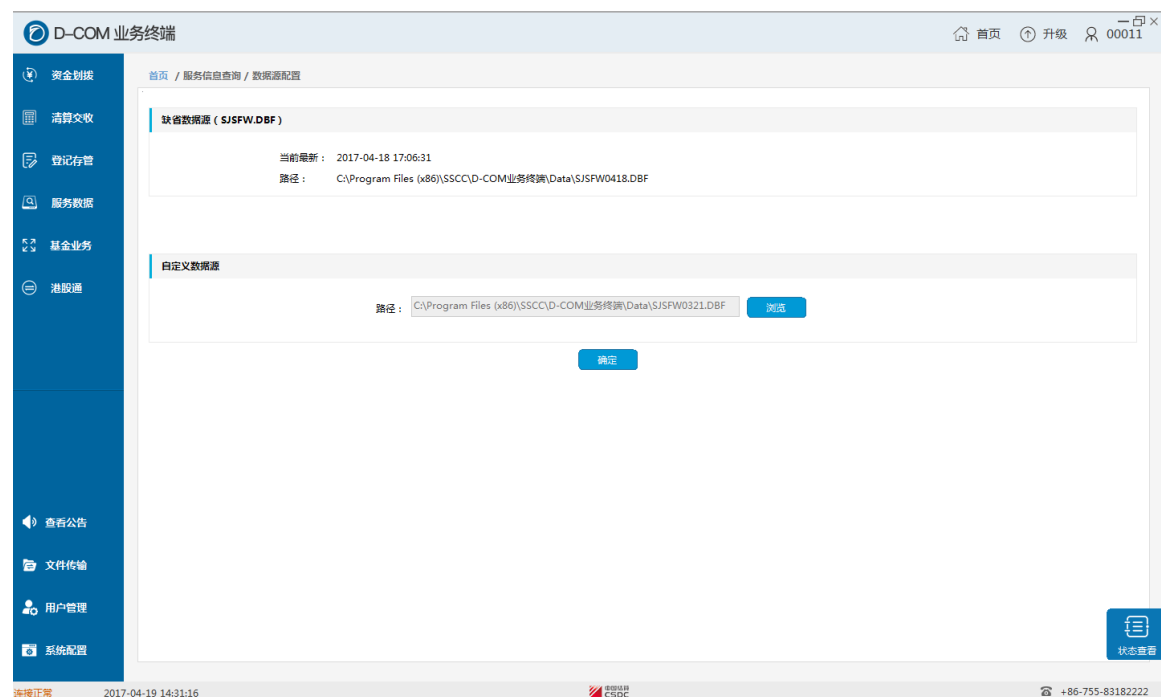 D-COM 业务终端
首页 升级 00011
资金划拨
清算交收
登记存管
服务数据
基金业务
港股通
查看公告
文件传输
用户管理
系统配置
首页 / 服务信息查询 / 数据源配置
缺省数据源 ( SJSFW.DBF )
当前最新： 2017-04-18 17:06:31
路径： C:\Program Files (x86)\SSCC\D-COM业务终端\Data\SJSFW0418.DBF
自定义数据源
路径： C:\Program Files (x86)\SSCC\D-COM业务终端\Data\SJSFW0321.DBF 浏览
确定
状态查看
连接正常 2017-04-19 14:31:16 中国结算 +86-755-83182222
CSDC